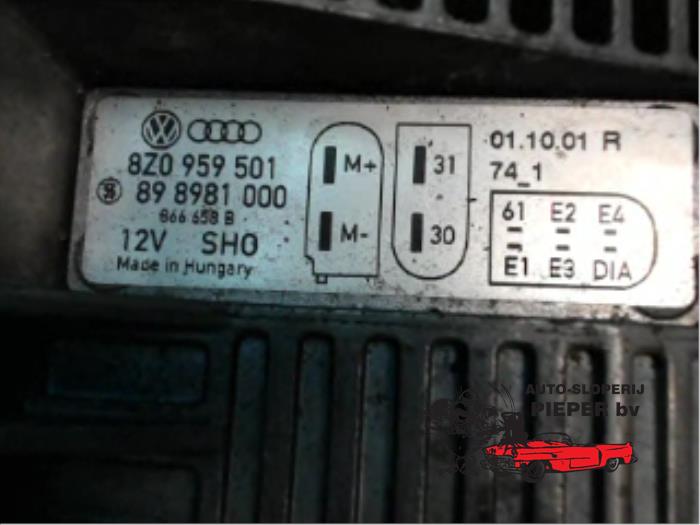 8Z0 959 501
89 8981 000
866 658 B
12V SHO
Made in Hungary
M+
M-
31
30
01.10.01 R
74_1
61 E2 E4
E1 E3 DIA
AUTO-SLOPERIJ
PIEPER bv